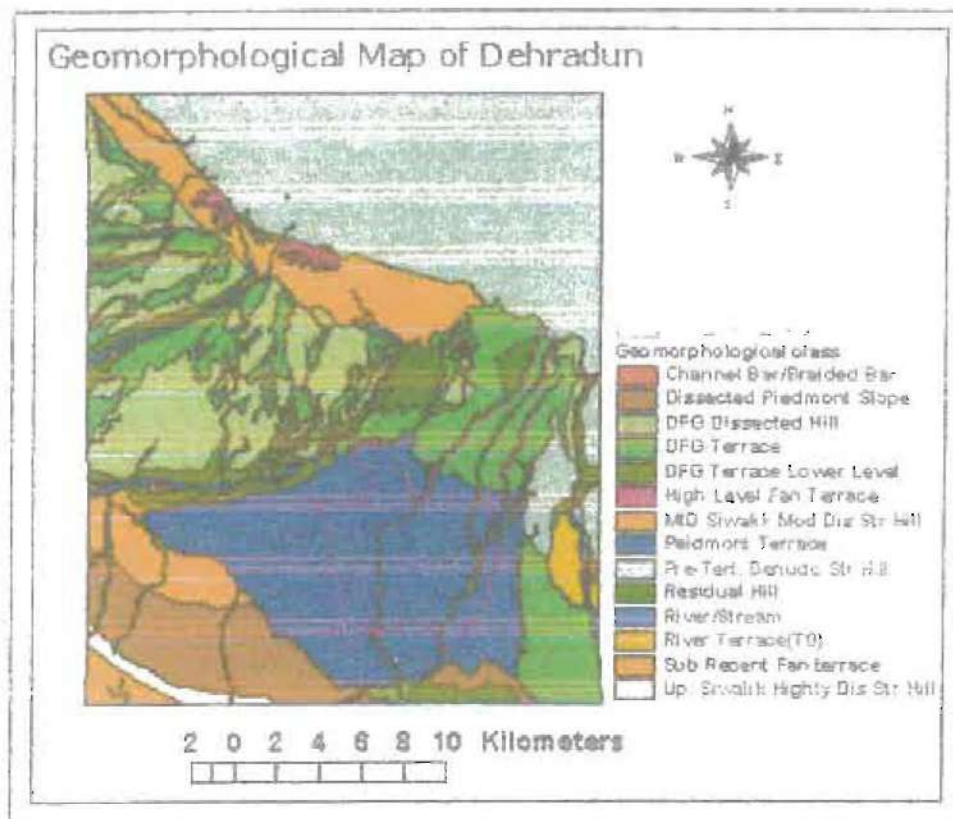 Geomorphological Map of Dehradun
N
W E
S
Geomorphological class
Channel Bar/Braided Bar
Dissected Piedmont Slope
DFG Dissected Hill
DFG Terrace
DFG Terrace Lower Level
High Level Fan Terrace
MID Siwalik Mod Dis Str Hill
Peidmont Terrace
Pre-Tert. Denudo Str Hill
Residual Hill
River/Stream
River Terrace(T0)
Sub Recent Fan terrace
Up. Siwalik Highty Dis Str Hill
2 0 2 4 6 8 10 Kilometers